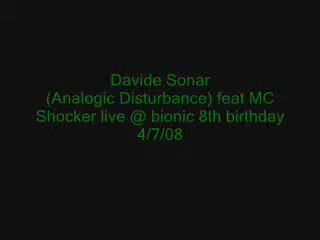 Davide Sonar
(Analogic Disturbance) feat MC
Shocker live @ bionic 8th birthday
4/7/08